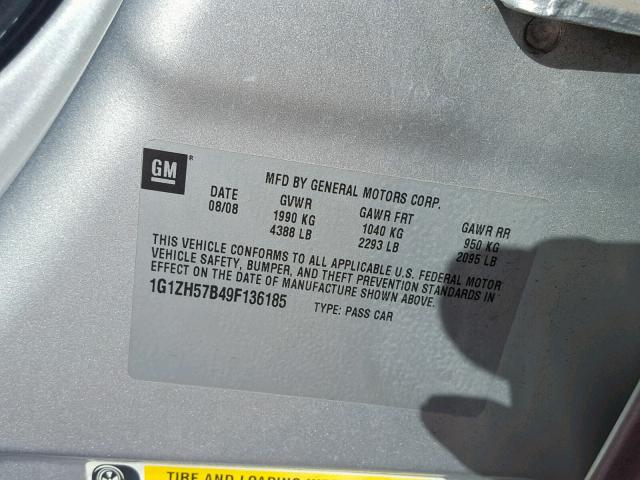 GM®
MFD BY GENERAL MOTORS CORP.
DATE GVWR GAWR FRT GAWR RR
08/08 1990 KG 1040 KG 950 KG
4388 LB 2293 LB 2095 LB
THIS VEHICLE CONFORMS TO ALL APPLICABLE U.S. FEDERAL MOTOR
VEHICLE SAFETY, BUMPER, AND THEFT PREVENTION STANDARDS IN
EFFECT ON THE DATE OF MANUFACTURE SHOWN ABOVE.
1G1ZH57B49F136185 TYPE: PASS CAR
TIRE AND LOADING